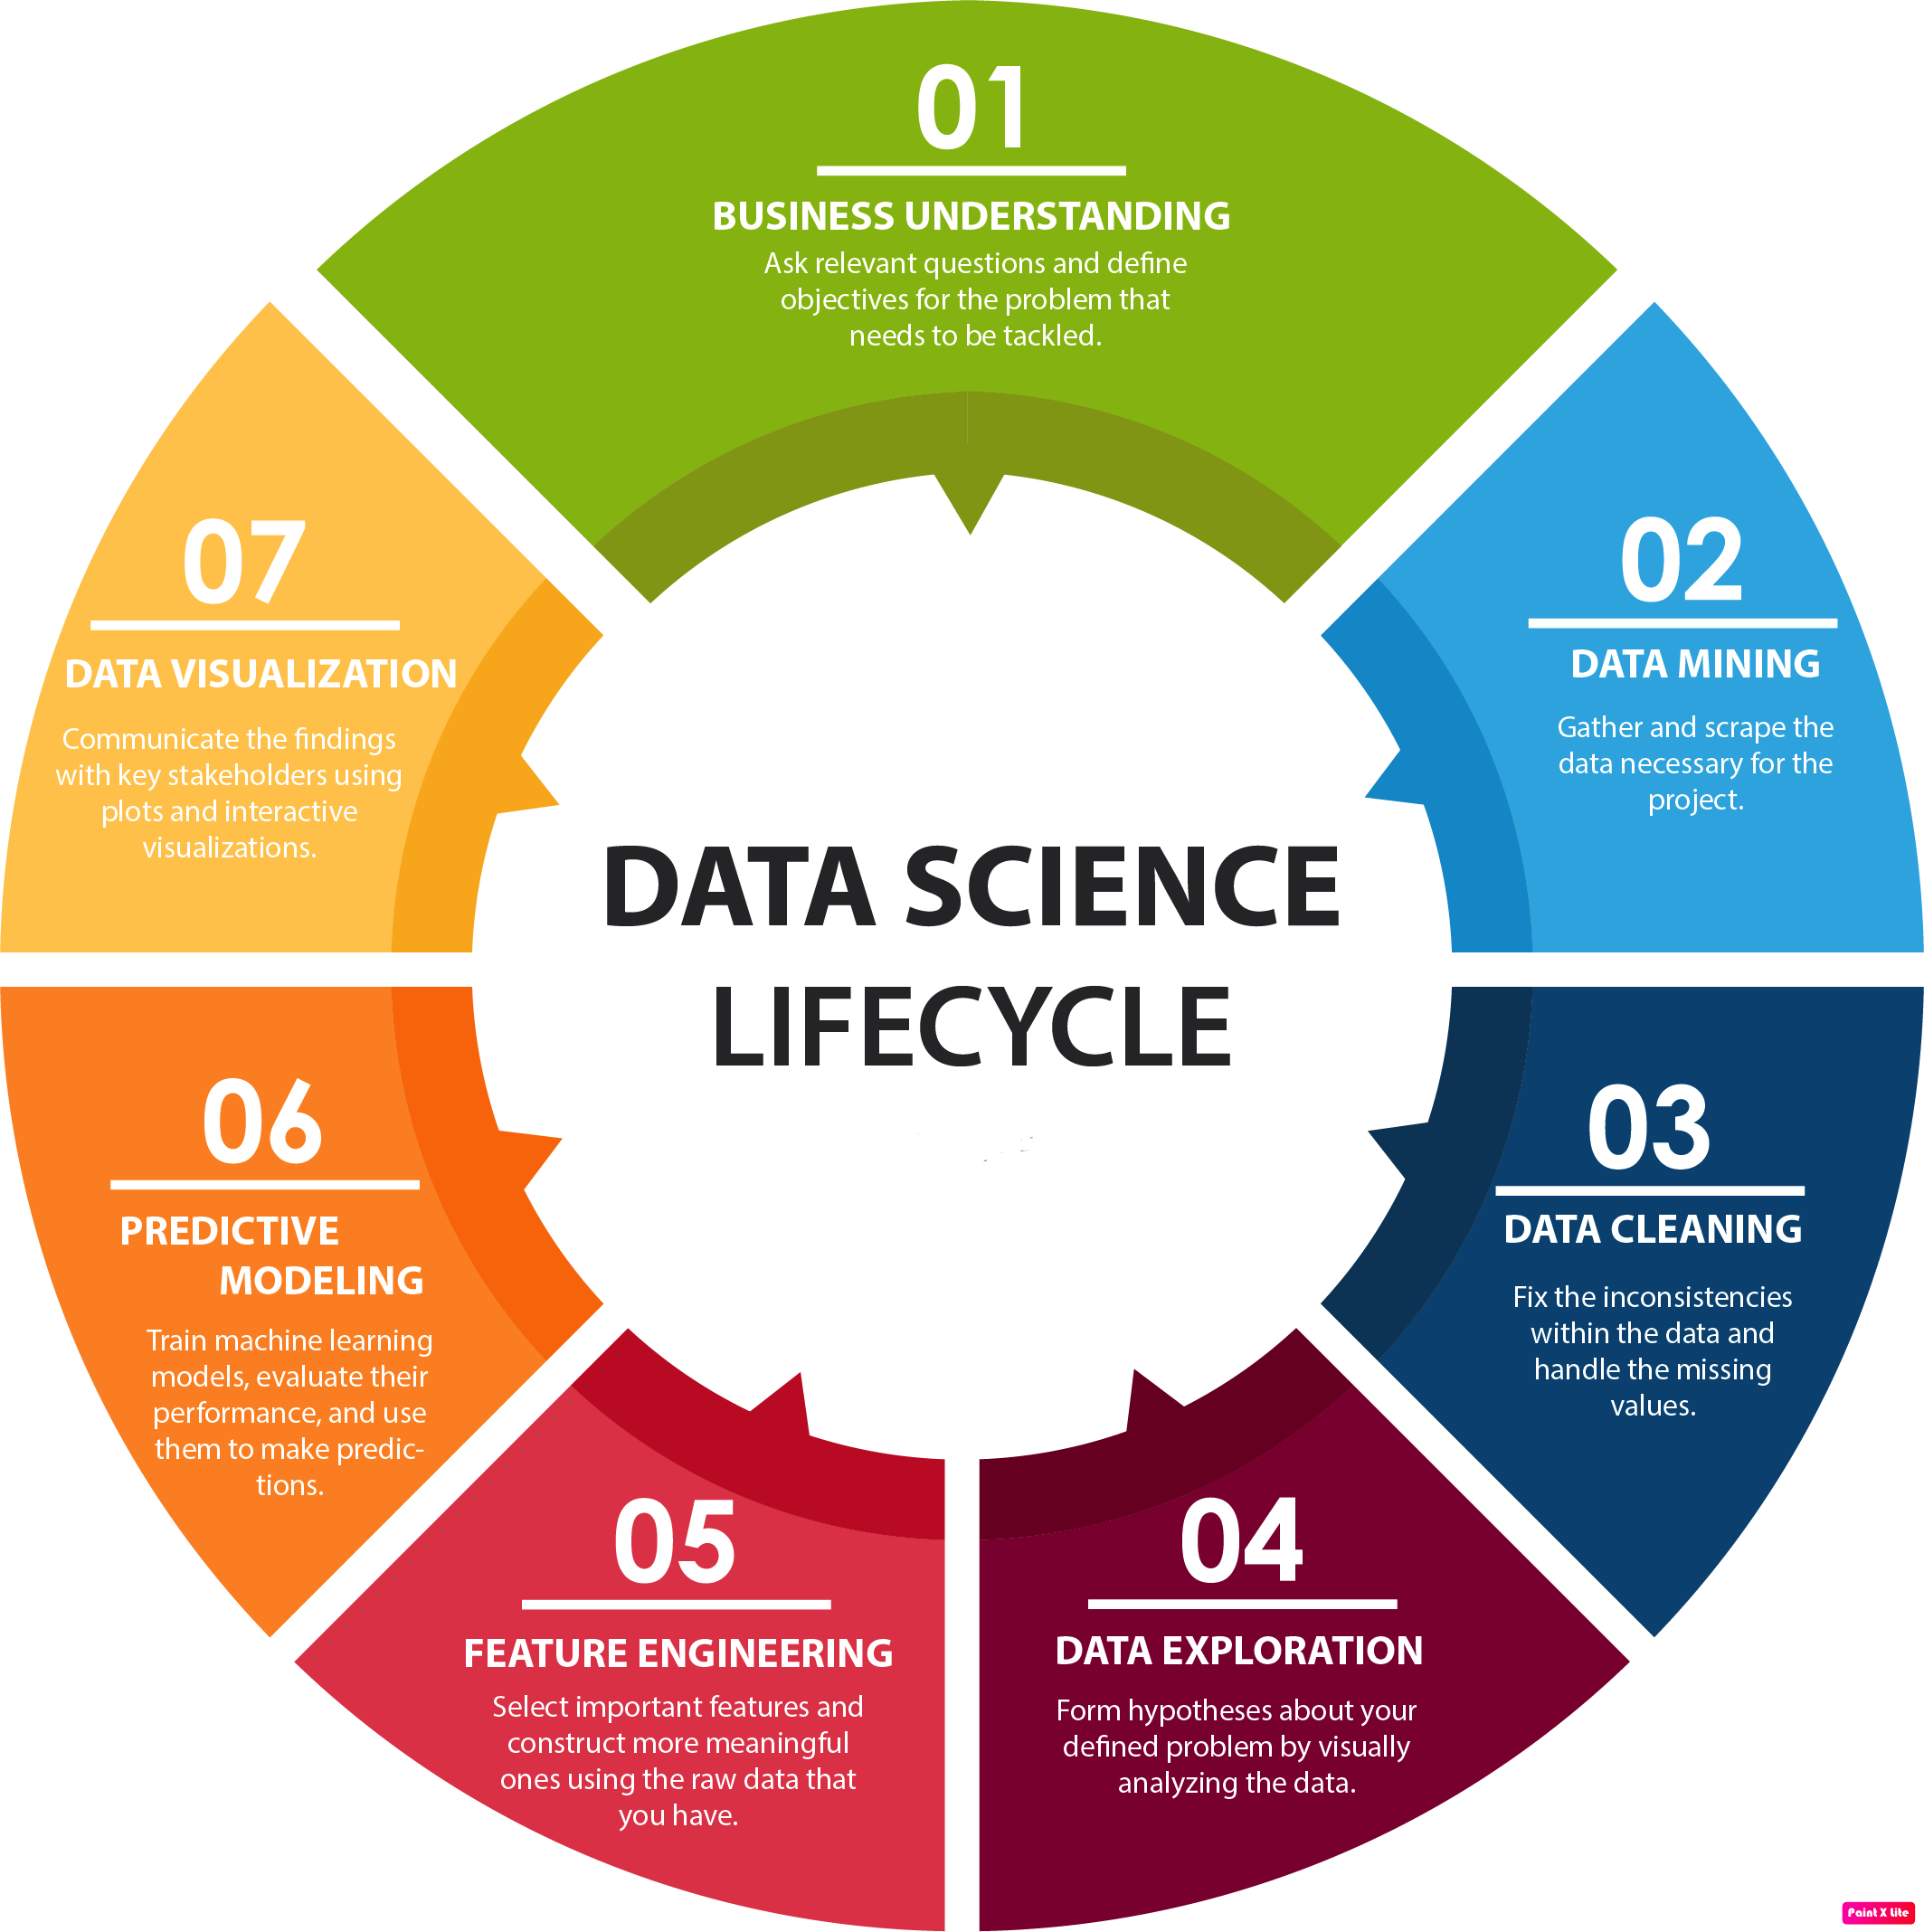 01
BUSINESS UNDERSTANDING
Ask relevant questions and define
objectives for the problem that
needs to be tackled.
02
DATA MINING
Gather and scrape the
data necessary for the
project.
03
DATA CLEANING
Fix the inconsistencies
within the data and
handle the missing
values.
04
DATA EXPLORATION
Form hypotheses about your
defined problem by visually
analyzing the data.
05
FEATURE ENGINEERING
Select important features and
construct more meaningful
ones using the raw data that
you have.
06
PREDICTIVE
MODELING
Train machine learning
models, evaluate their
performance, and use
them to make predic-
tions.
07
DATA VISUALIZATION
Communicate the findings
with key stakeholders using
plots and interactive
visualizations.
DATA SCIENCE
LIFECYCLE
Paint X Lite